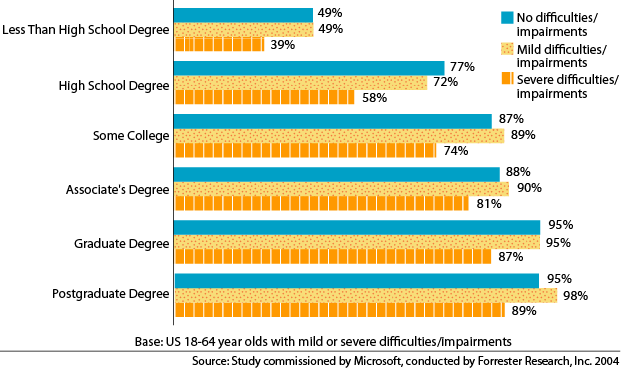 Less Than High School Degree
49%
49%
39%
High School Degree
77%
72%
58%
Some College
87%
89%
74%
Associate's Degree
88%
90%
81%
Graduate Degree
95%
95%
87%
Postgraduate Degree
95%
98%
89%
No difficulties/
impairments
Mild difficulties/
impairments
Severe difficulties/
impairments
Base: US 18-64 year olds with mild or severe difficulties/impairments
Source: Study commissioned by Microsoft, conducted by Forrester Research, Inc. 2004